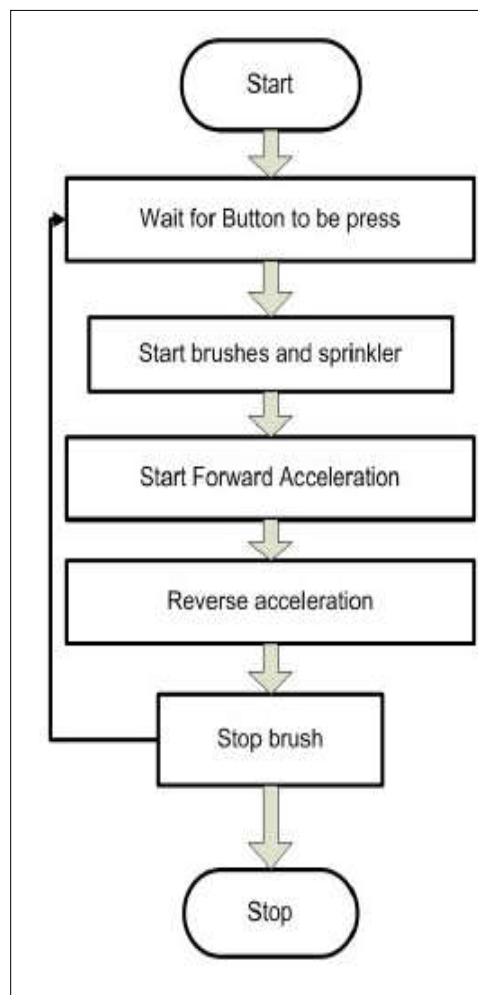 Start
Wait for Button to be press
Start brushes and sprinkler
Start Forward Acceleration
Reverse acceleration
Stop brush
Stop